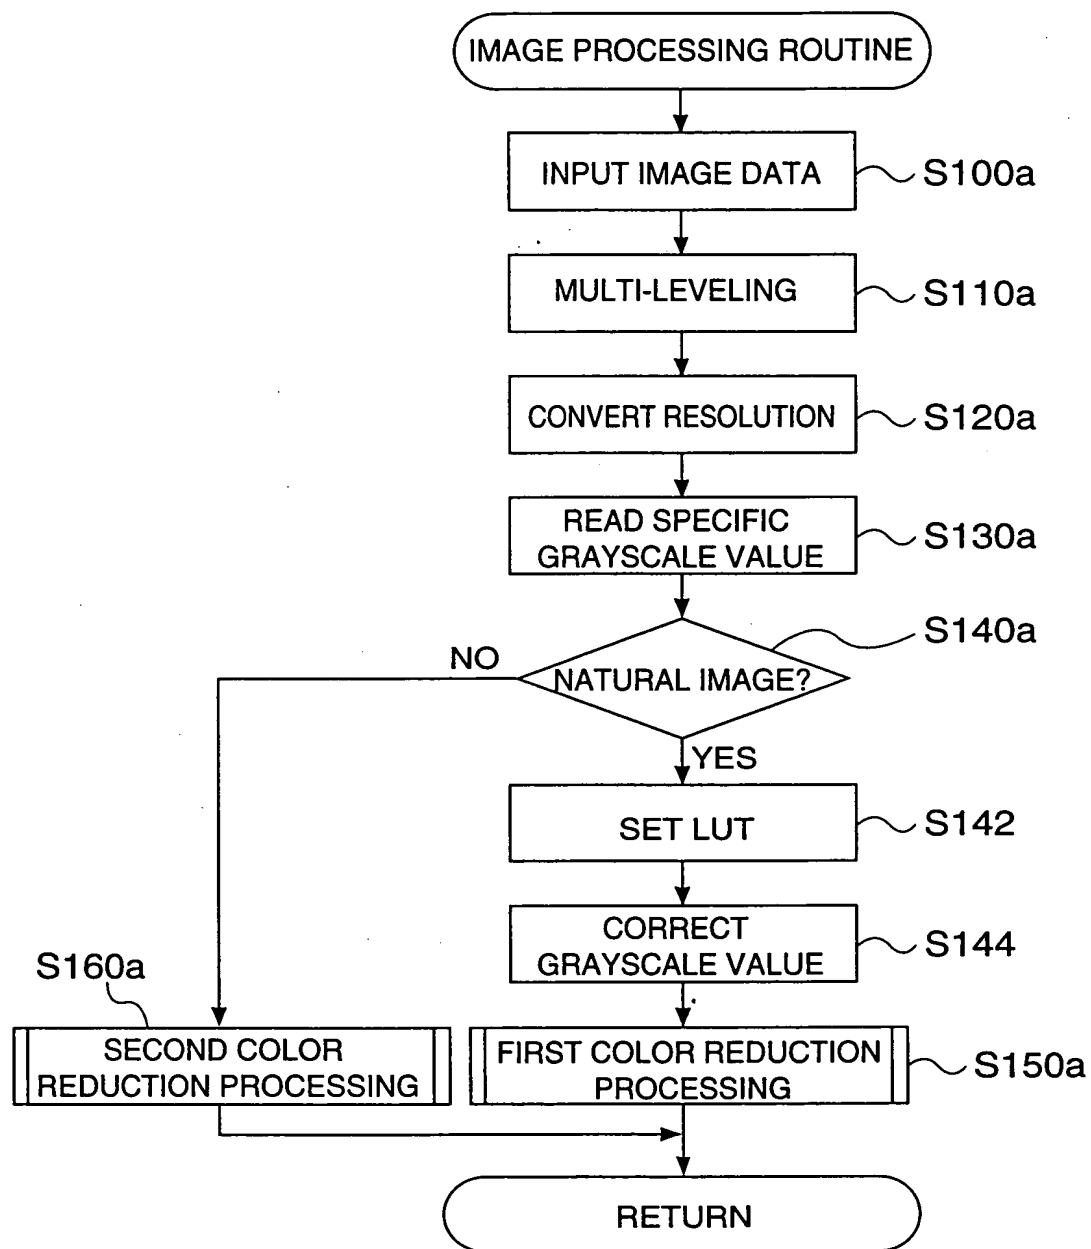 IMAGE PROCESSING ROUTINE
INPUT IMAGE DATA
S100a
MULTI-LEVELING
S110a
CONVERT RESOLUTION
S120a
READ SPECIFIC
GRAYSCALE VALUE
S130a
S140a
NO
NATURAL IMAGE?
YES
SET LUT
S142
CORRECT
GRAYSCALE VALUE
S144
S160a
SECOND COLOR
REDUCTION PROCESSING
FIRST COLOR REDUCTION
PROCESSING
S150a
RETURN